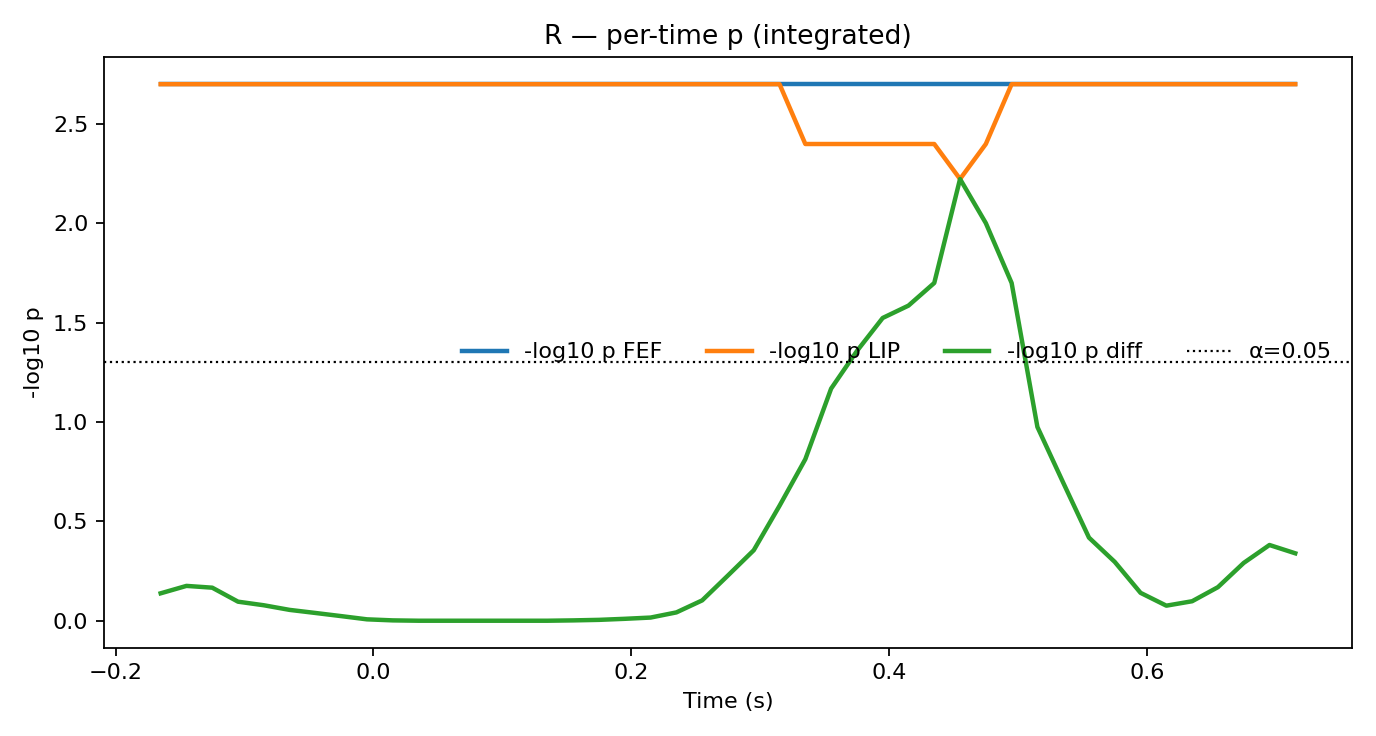 R — per-time p (integrated)
-log10 p
2.5
2.0
1.5
1.0
0.5
0.0
-log10 p FEF
-log10 p LIP
-log10 p diff
α=0.05
−0.2 0.0 0.2 0.4 0.6
Time (s)